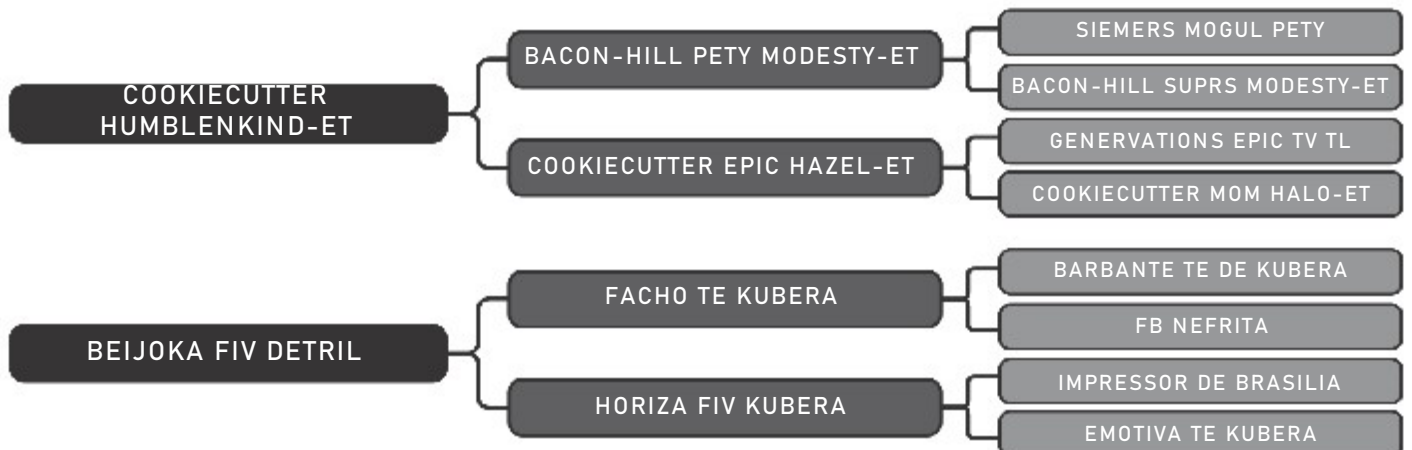 COOKIECUTTER
HUMBLENKIND-ET
BACON-HILL PETY MODESTY-ET
SIEMERS MOGUL PETY
BACON-HILL SUPRS MODESTY-ET
COOKIECUTTER EPIC HAZEL-ET
GENERVATIONS EPIC TV TL
COOKIECUTTER MOM HALO-ET
BEIJOKA FIV DETRIL
FACHO TE KUBERA
BARBANTE TE DE KUBERA
FB NEFRITA
HORIZA FIV KUBERA
IMPRESSOR DE BRASILIA
EMOTIVA TE KUBERA